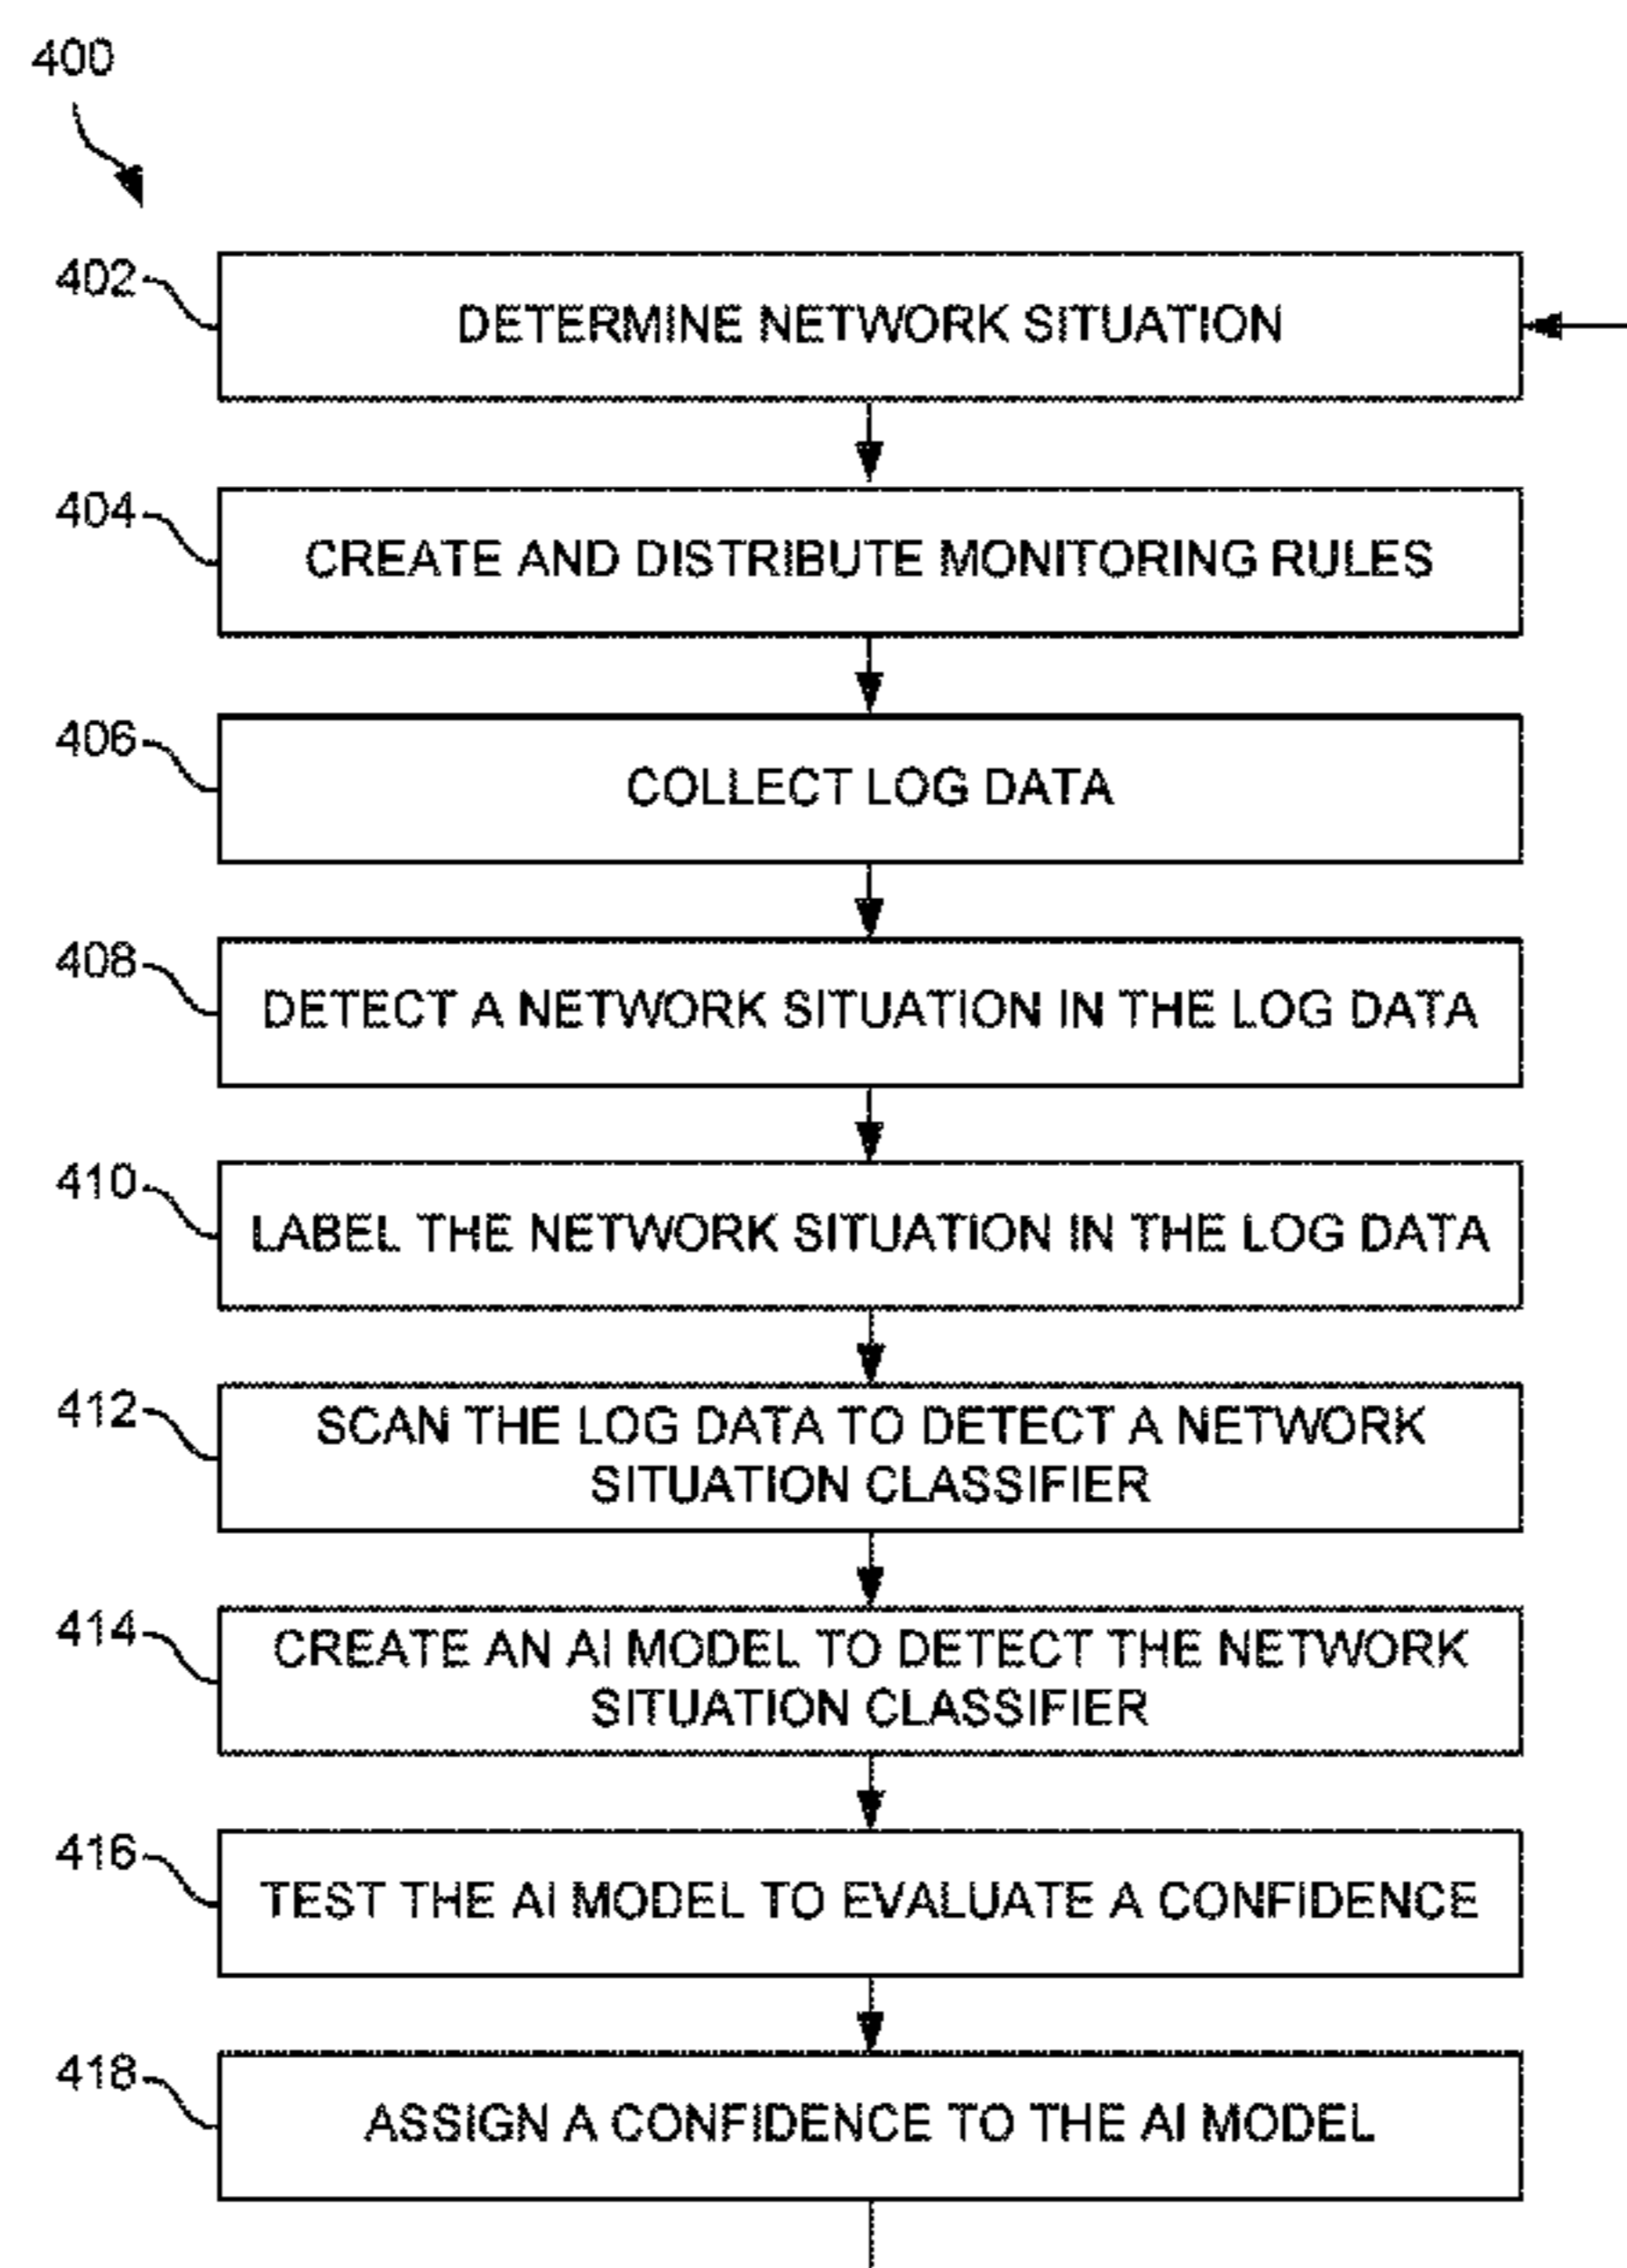 400
402
DETERMINE NETWORK SITUATION
404
CREATE AND DISTRIBUTE MONITORING RULES
406
COLLECT LOG DATA
408
DETECT A NETWORK SITUATION IN THE LOG DATA
410
LABEL THE NETWORK SITUATION IN THE LOG DATA
412
SCAN THE LOG DATA TO DETECT A NETWORK
SITUATION CLASSIFIER
414
CREATE AN AI MODEL TO DETECT THE NETWORK
SITUATION CLASSIFIER
416
TEST THE AI MODEL TO EVALUATE A CONFIDENCE
418
ASSIGN A CONFIDENCE TO THE AI MODEL